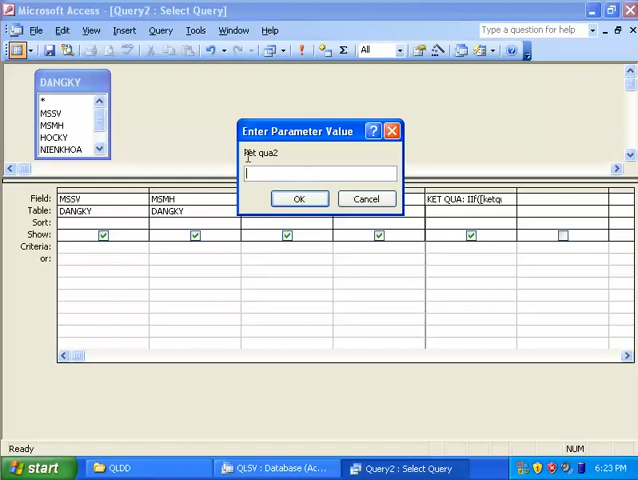 Microsoft Access - [Query2 : Select Query]
File Edit View Insert Query Tools Window Help
Type a question for help
All
DANGKY
*
MSSV
MSMH
HOCKY
NIENKHOA
Enter Parameter Value
Ket qua2
OK Cancel
Field: MSSV MSMH KET QUA: IIf([ketqu
Table: DANGKY DANGKY
Sort:
Show:
Criteria:
or:
Ready NUM
start QLDD QLSV : Database (Ac... Query2 : Select Query 6:23 PM